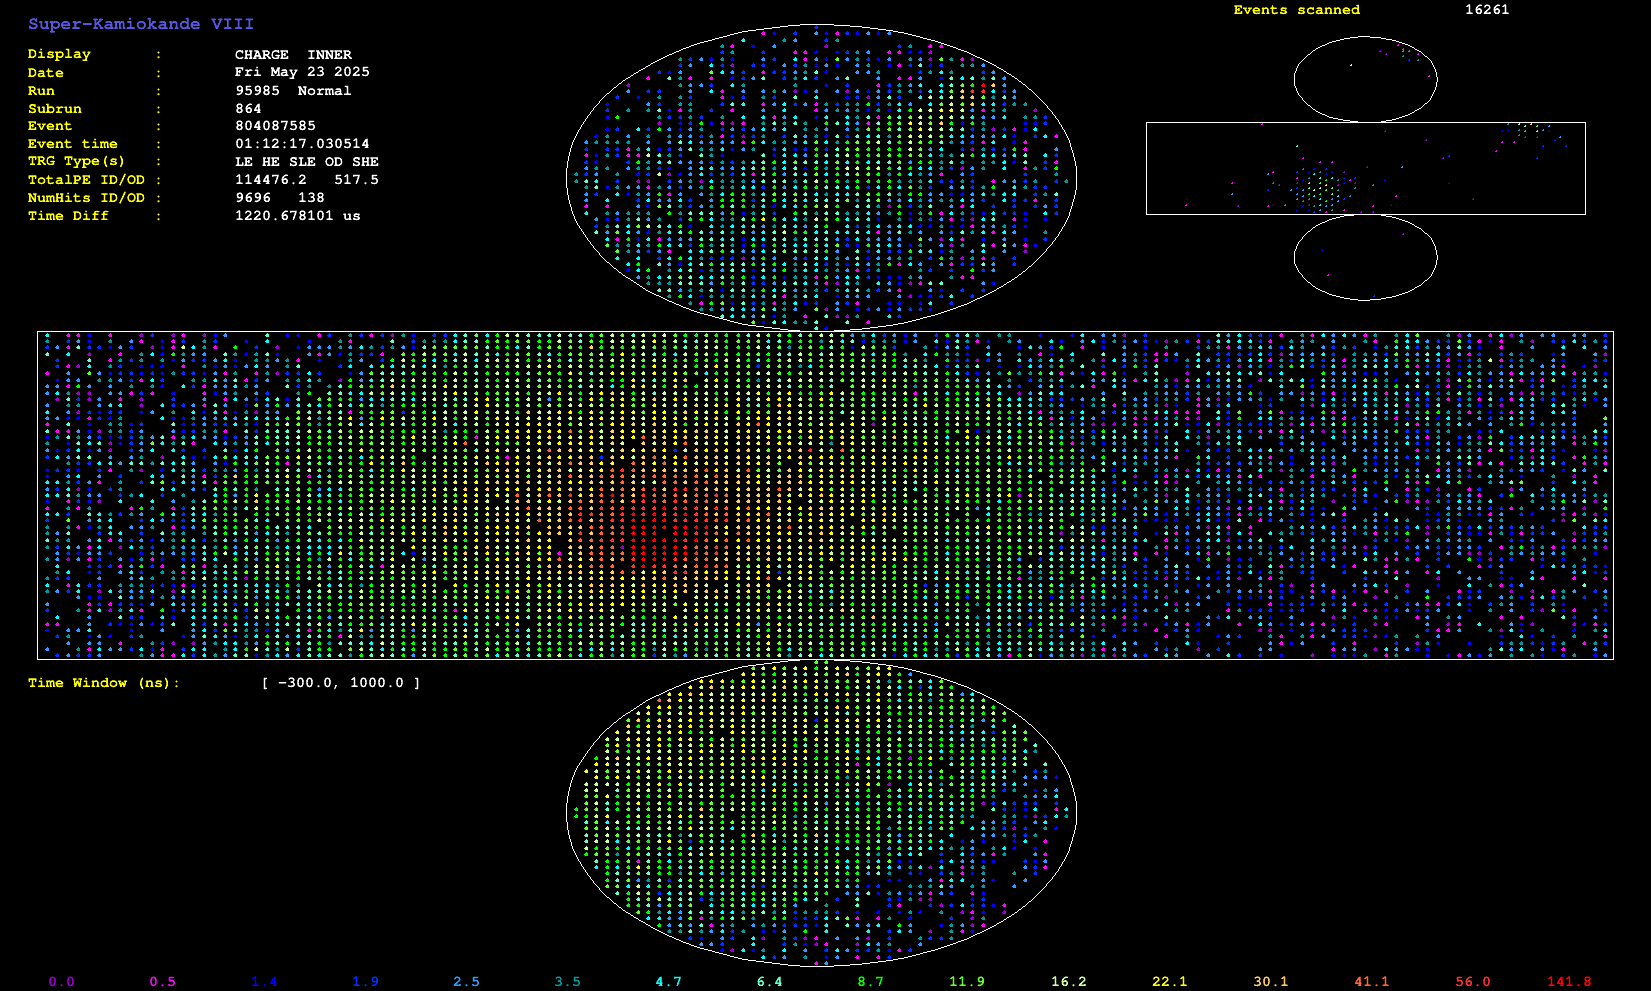 Super-Kamiokande VIII
Events scanned 16261
Display : CHARGE INNER
Date : Fri May 23 2025
Run : 95985 Normal
Subrun : 864
Event : 804087585
Event time : 01:12:17.030514
TRG Type(s) : LE HE SLE OD SHE
TotalPE ID/OD : 114476.2 517.5
NumHits ID/OD : 9696 138
Time Diff : 1220.678101 us
Time Window (ns): [ -300.0, 1000.0 ]
0.0 0.5 1.4 1.9 2.5 3.5 4.7 6.4 8.7 11.9 16.2 22.1 30.1 41.1 56.0 141.8